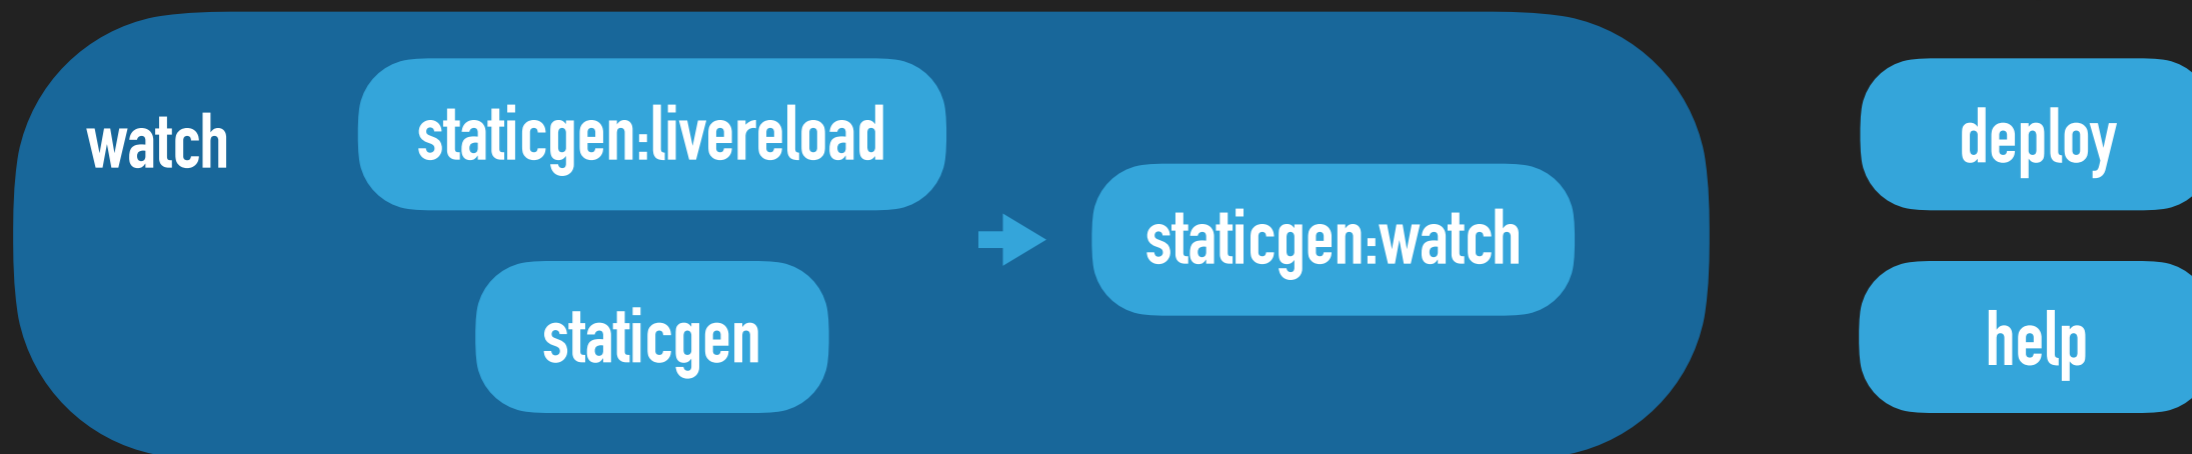 watch
staticgen:livereload
staticgen
staticgen:watch
deploy
help